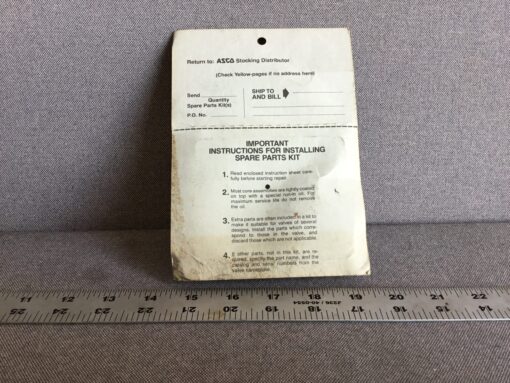 Return to: ASCO Stocking Distributor
(Check Yellow-pages if no address here)
Send
Quantity
Spare Parts Kit(s)
P.O. No.
SHIP TO
AND BILL
IMPORTANT
INSTRUCTIONS FOR INSTALLING
SPARE PARTS KIT
1. Read enclosed instruction sheet care-
fully before starting repair.
2. Most core assemblies are lightly coated
on top with a special run-in oil. For
maximum service life do not remove
the oil.
3. Extra parts are often included in a kit to
make it suitable for valves of several
designs. Install the parts which corre-
spond to those in the valve, and
discard those which are not applicable.
4. If other parts, not in this kit, are re-
quired, specify the part name, and the
catalog and serial numbers from the
valve nameplate.
11 12 13 14 15 16 17 18 19 20 21 22